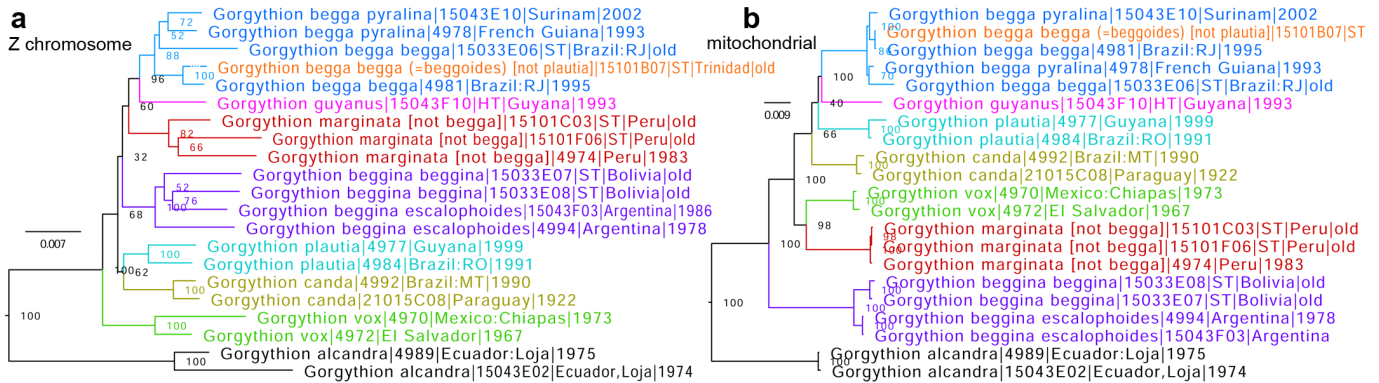 a
Z chromosome
Gorgythion begga pyralina|15043E10|Surinam|2002
72
Gorgythion begga pyralina|4978|French Guiana|1993
52
Gorgythion begga begga|15033E06|ST|Brazil:RJ|old
88
Gorgythion begga begga (=beggoides) [not plautia]|15101B07|ST|Trinidad|old
100
96
Gorgythion begga begga|4981|Brazil:RJ|1995
Gorgythion guyanus|15043F10|HT|Guyana|1993
60
Gorgythion marginata [not begga]|15101C03|ST|Peru|old
82
Gorgythion marginata [not begga]|15101F06|ST|Peru|old
66
Gorgythion marginata [not begga]|4974|Peru|1983
32
Gorgythion beggina beggina|15033E07|ST|Bolivia|old
52
Gorgythion beggina beggina|15033E08|ST|Bolivia|old
76
100
Gorgythion beggina escalophoides|15043F03|Argentina|1986
68
Gorgythion beggina escalophoides|4994|Argentina|1978
0.007
Gorgythion plautia|4977|Guyana|1999
100
Gorgythion plautia|4984|Brazil:RO|1991
100
62
Gorgythion canda|4992|Brazil:MT|1990
100
Gorgythion canda|21015C08|Paraguay|1922
Gorgythion vox|4970|Mexico:Chiapas|1973
100
100
Gorgythion vox|4972|El Salvador|1967
Gorgythion alcandra|4989|Ecuador:Loja|1975
100
Gorgythion alcandra|15043E02|Ecuador,Loja|1974
b
mitochondrial
Gorgythion begga pyralina|15043E10|Surinam|2002
100
Gorgythion begga begga (=beggoides) [not plautia]|15101B07|ST
Gorgythion begga begga|4981|Brazil:RJ|1995
Gorgythion begga pyralina|4978|French Guiana|1993
100
70
Gorgythion begga begga|15033E06|ST|Brazil:RJ|old
0.009
40
Gorgythion guyanus|15043F10|HT|Guyana|1993
Gorgythion plautia|4977|Guyana|1999
100
66
Gorgythion plautia|4984|Brazil:RO|1991
Gorgythion canda|4992|Brazil:MT|1990
100
Gorgythion canda|21015C08|Paraguay|1922
100
Gorgythion vox|4970|Mexico:Chiapas|1973
100
Gorgythion vox|4972|El Salvador|1967
98
Gorgythion marginata [not begga]|15101C03|ST|Peru|old
98
100
100
Gorgythion marginata [not begga]|15101F06|ST|Peru|old
Gorgythion marginata [not begga]|4974|Peru|1983
Gorgythion beggina beggina|15033E08|ST|Bolivia|old
100
Gorgythion beggina beggina|15033E07|ST|Bolivia|old
100
Gorgythion beggina escalophoides|4994|Argentina|1978
100
Gorgythion beggina escalophoides|15043F03|Argentina
Gorgythion alcandra|4989|Ecuador:Loja|1975
100
Gorgythion alcandra|15043E02|Ecuador,Loja|1974